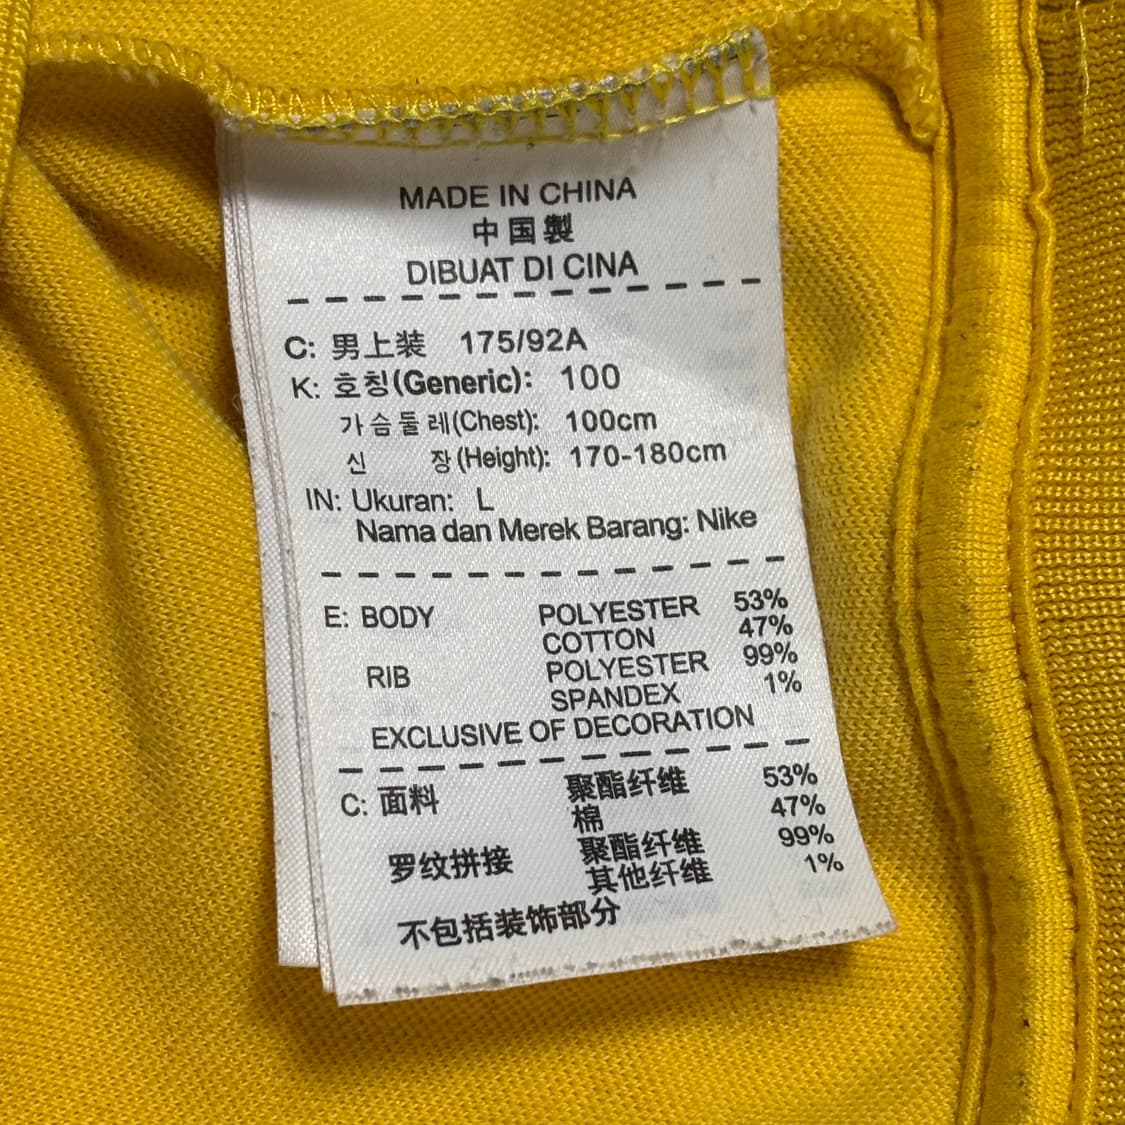 MADE IN CHINA
中国製
DIBUAT DI CINA
C: 男上装 175/92A
K: 호칭(Generic): 100
가슴둘레(Chest): 100cm
신 장(Height): 170-180cm
IN: Ukuran: L
Nama dan Merek Barang: Nike
E: BODY POLYESTER 53%
COTTON 47%
RIB POLYESTER 99%
SPANDEX 1%
EXCLUSIVE OF DECORATION
C: 面料 聚酯纤维 53%
棉 47%
罗纹拼接 聚酯纤维 99%
其他纤维 1%
不包括装饰部分